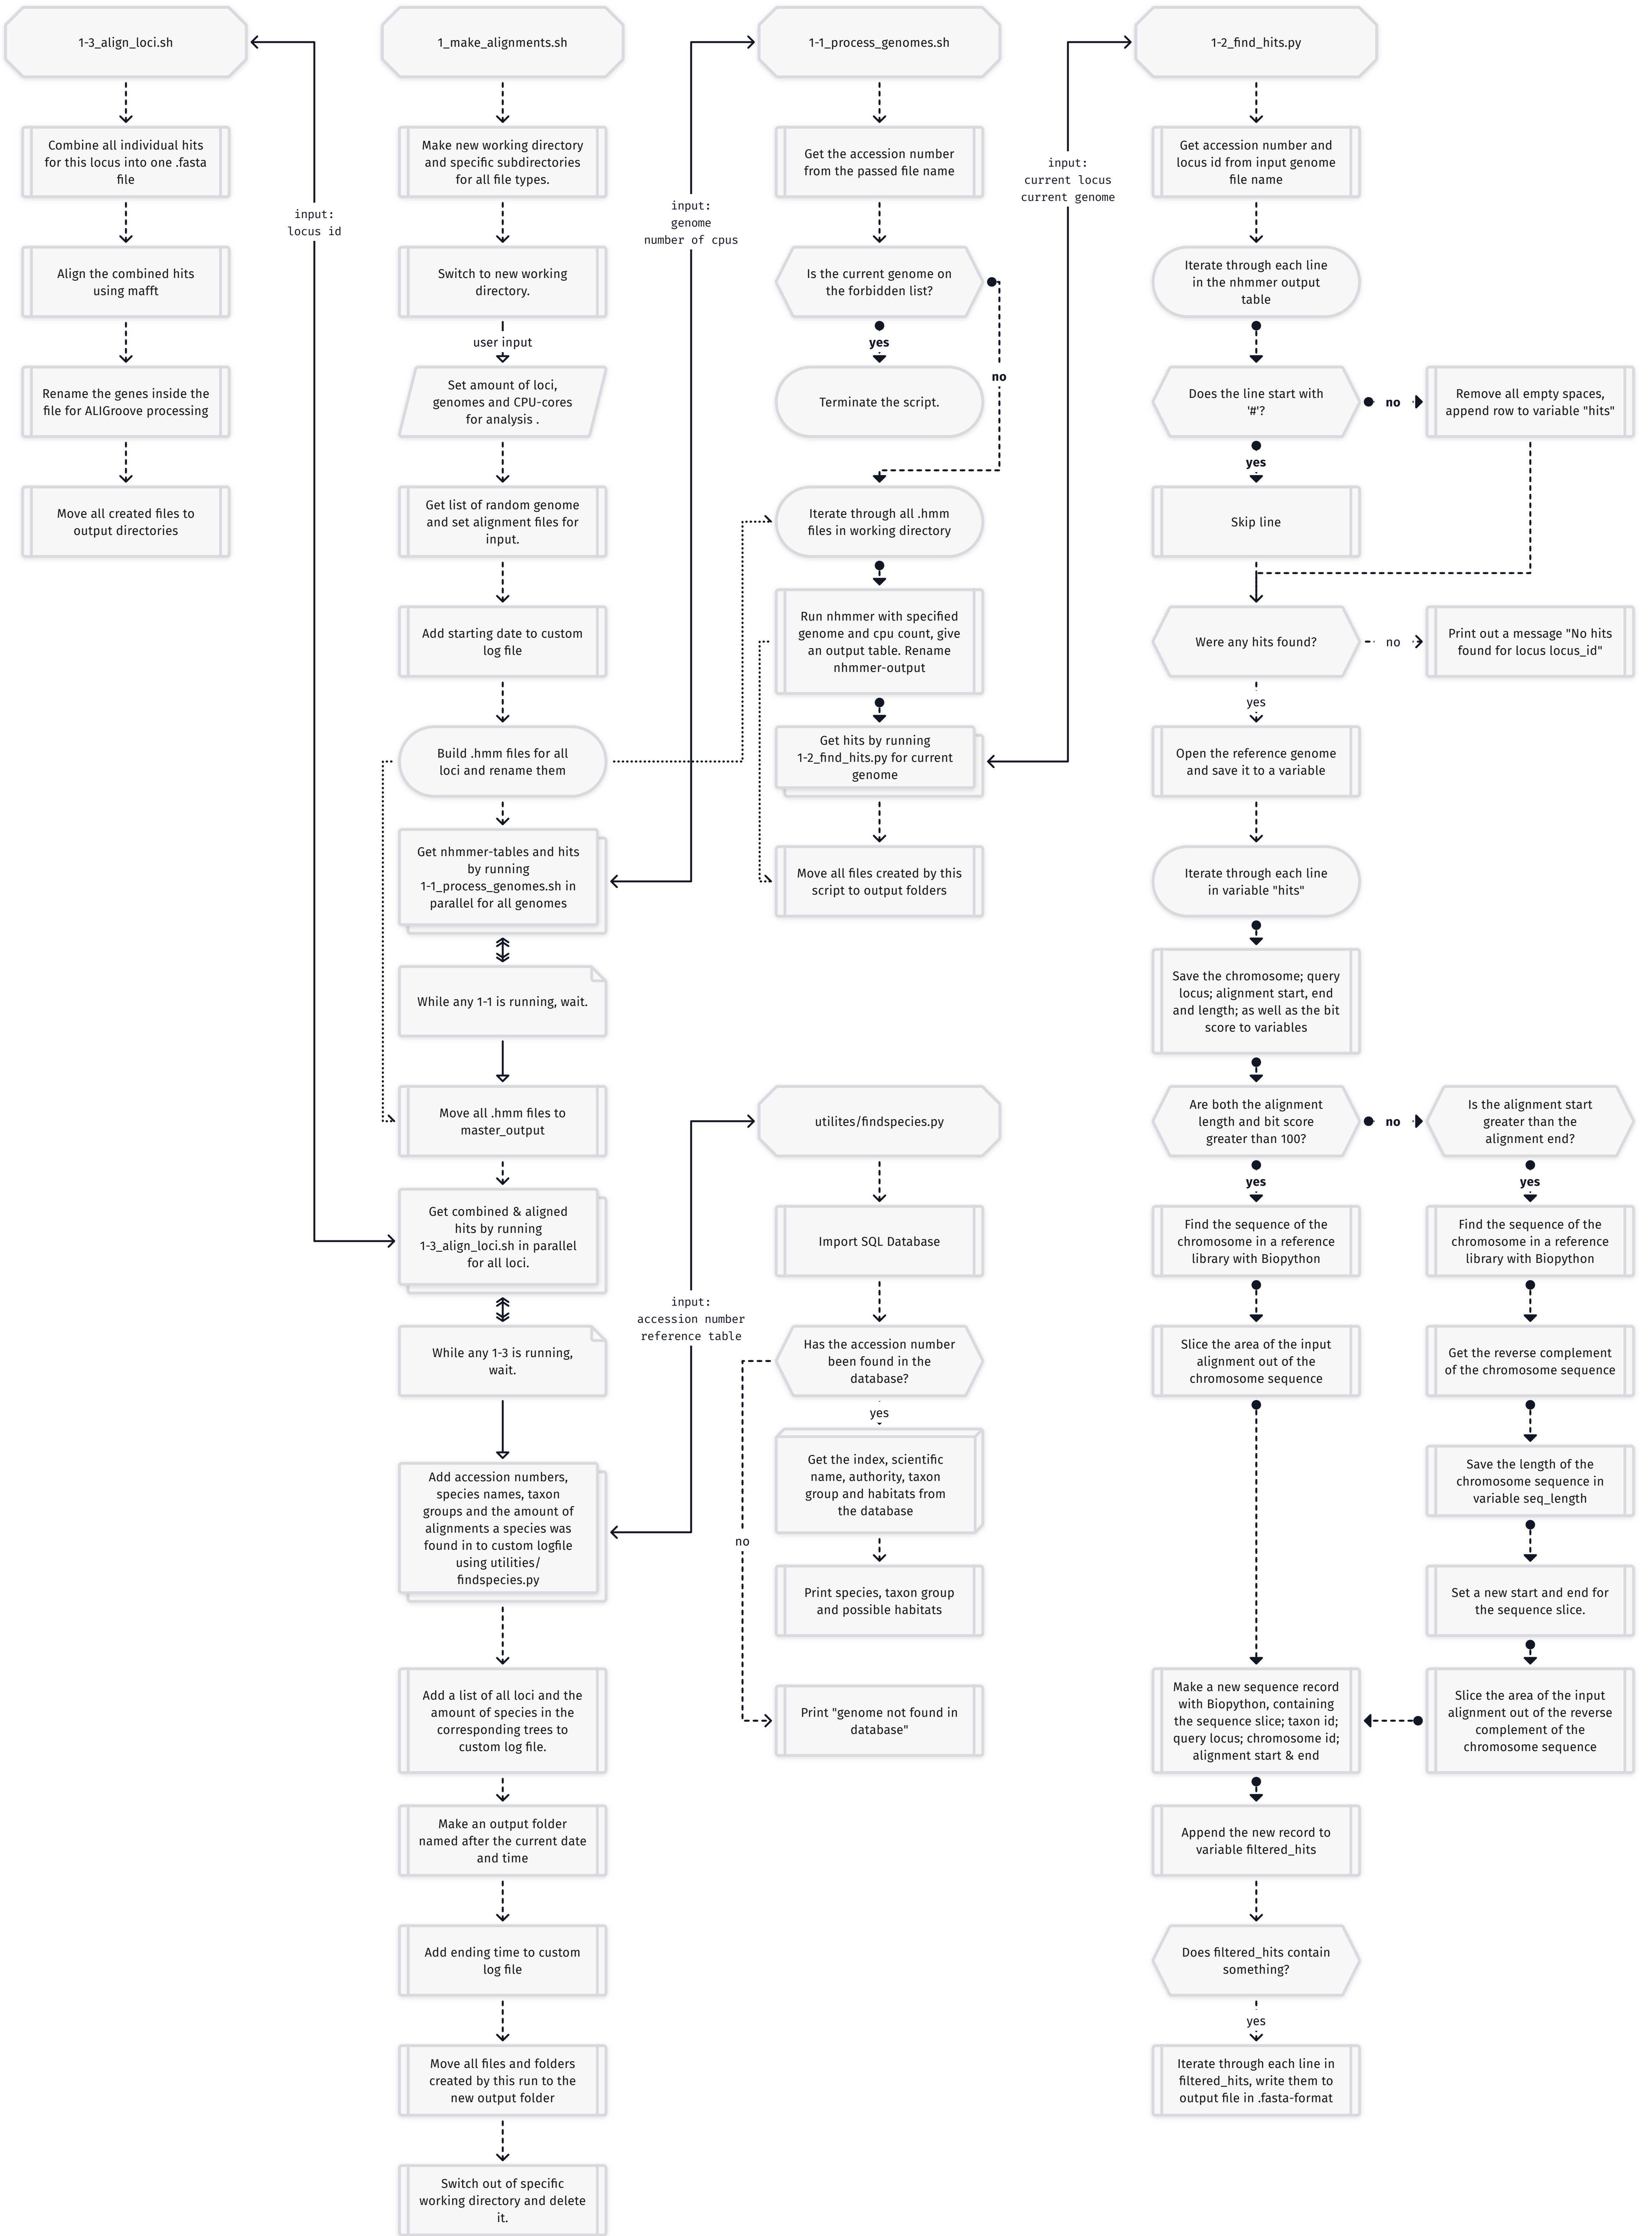 1-3_align_loci.sh
Combine all individual hits
for this locus into one .fasta
file
Align the combined hits
using mafft
Rename the genes inside the
file for ALIGroove processing
Move all created files to
output directories
input:
locus id
1_make_alignments.sh
Make new working directory
and specific subdirectories
for all file types.
Switch to new working
directory.
user input
Set amount of loci,
genomes and CPU-cores
for analysis .
Get list of random genome
and set alignment files for
input.
Add starting date to custom
log file
Build .hmm files for all
loci and rename them
Get nhmmer-tables and hits
by running
1-1_process_genomes.sh in
parallel for all genomes
While any 1-1 is running, wait.
Move all .hmm files to
master_output
Get combined & aligned
hits by running
1-3_align_loci.sh in parallel
for all loci.
While any 1-3 is running,
wait.
Add accession numbers,
species names, taxon
groups and the amount of
alignments a species was
found in to custom logfile
using utilities/
findspecies.py
Add a list of all loci and the
amount of species in the
corresponding trees to
custom log file.
Make an output folder
named after the current date
and time
Add ending time to custom
log file
Move all files and folders
created by this run to the
new output folder
Switch out of specific
working directory and delete
it.
input:
genome
number of cpus
1-1_process_genomes.sh
Get the accession number
from the passed file name
Is the current genome on
the forbidden list?
yes
no
Terminate the script.
Iterate through all .hmm
files in working directory
Run nhmmer with specified
genome and cpu count, give
an output table. Rename
nhmmer-output
Get hits by running
1-2_find_hits.py for current
genome
Move all files created by this
script to output folders
input:
accession number
reference table
utilites/findspecies.py
Import SQL Database
Has the accession number
been found in the
database?
yes
no
Get the index, scientific
name, authority, taxon
group and habitats from
the database
Print species, taxon group
and possible habitats
Print "genome not found in
database"
input:
current locus
current genome
1-2_find_hits.py
Get accession number and
locus id from input genome
file name
Iterate through each line
in the nhmmer output
table
Does the line start with
'#'?
no
Remove all empty spaces,
append row to variable "hits"
yes
Skip line
Were any hits found?
no
Print out a message "No hits
found for locus locus_id"
yes
Open the reference genome
and save it to a variable
Iterate through each line
in variable "hits"
Save the chromosome; query
locus; alignment start, end
and length; as well as the bit
score to variables
Are both the alignment
length and bit score
greater than 100?
no
Is the alignment start
greater than the
alignment end?
yes
Find the sequence of the
chromosome in a reference
library with Biopython
Slice the area of the input
alignment out of the
chromosome sequence
yes
Find the sequence of the
chromosome in a reference
library with Biopython
Get the reverse complement
of the chromosome sequence
Save the length of the
chromosome sequence in
variable seq_length
Set a new start and end for
the sequence slice.
Slice the area of the input
alignment out of the reverse
complement of the
chromosome sequence
Make a new sequence record
with Biopython, containing
the sequence slice; taxon id;
query locus; chromosome id;
alignment start & end
Append the new record to
variable filtered_hits
Does filtered_hits contain
something?
yes
Iterate through each line in
filtered_hits, write them to
output file in .fasta-format